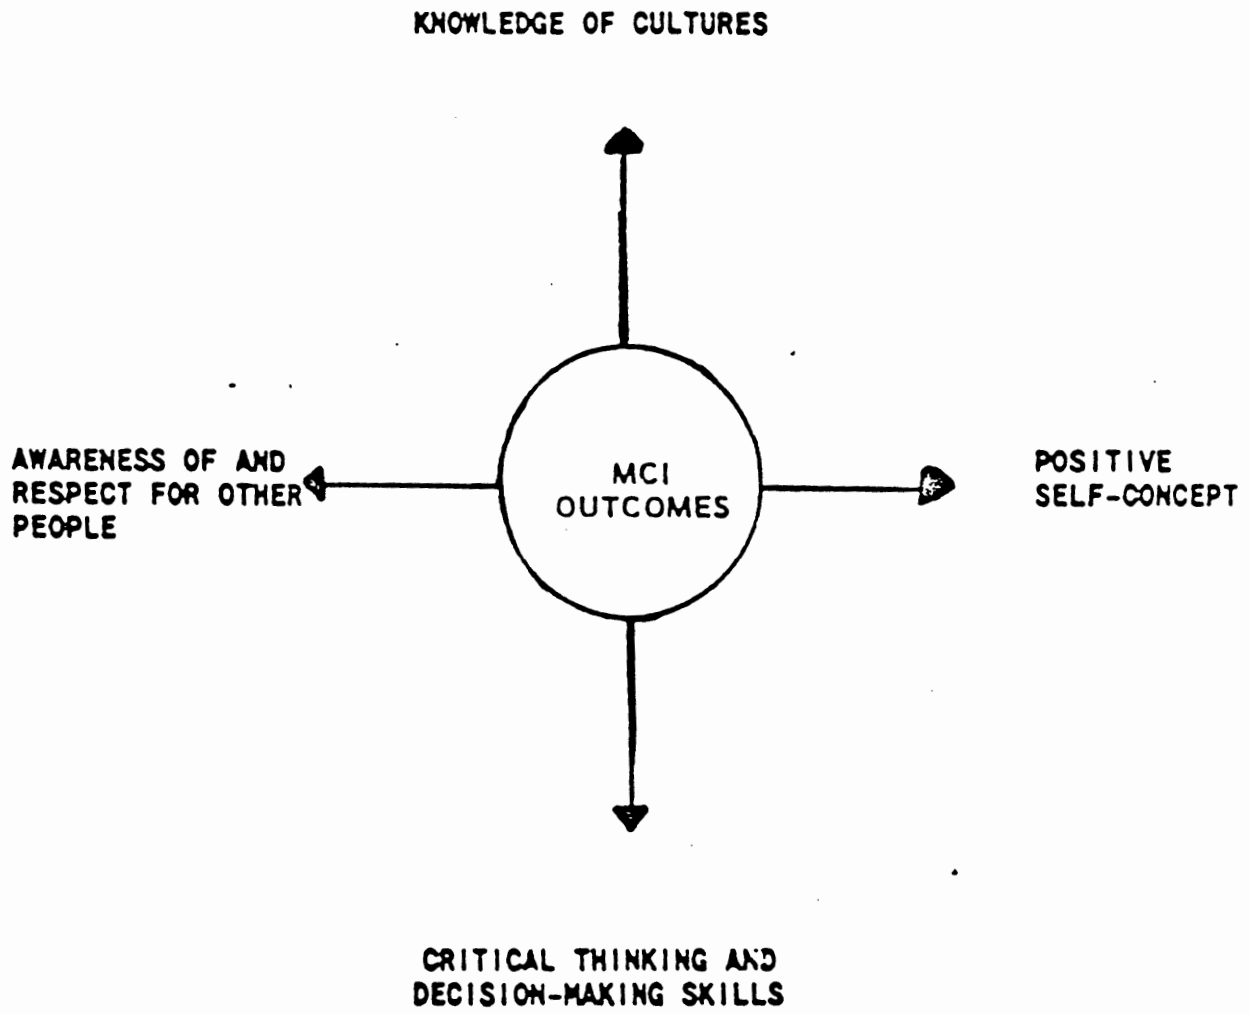 KNOWLEDGE OF CULTURES
AWARENESS OF AND
RESPECT FOR OTHER
PEOPLE
MCI
OUTCOMES
POSITIVE
SELF-CONCEPT
CRITICAL THINKING AND
DECISION-MAKING SKILLS